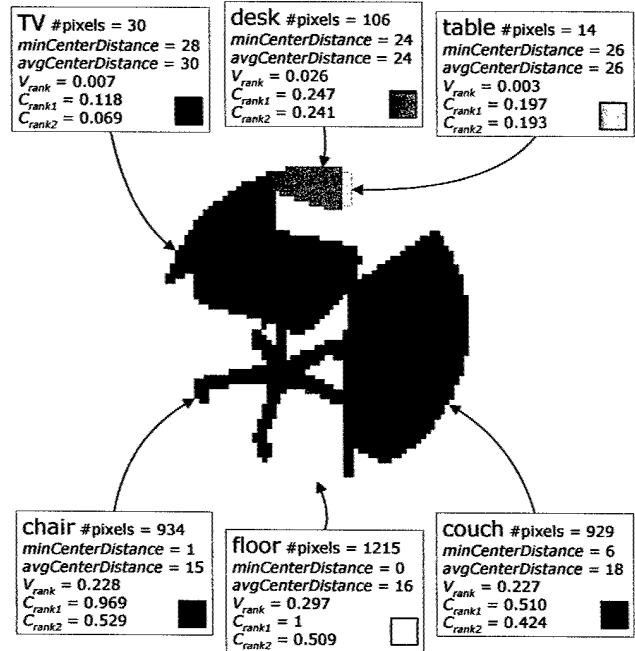 TV #pixels = 30
minCenterDistance = 28
avgCenterDistance = 30
Vrank = 0.007
Crank1 = 0.118
Crank2 = 0.069
desk #pixels = 106
minCenterDistance = 24
avgCenterDistance = 24
Vrank = 0.026
Crank1 = 0.247
Crank2 = 0.241
table #pixels = 14
minCenterDistance = 26
avgCenterDistance = 26
Vrank = 0.003
Crank1 = 0.197
Crank2 = 0.193
chair #pixels = 934
minCenterDistance = 1
avgCenterDistance = 15
Vrank = 0.228
Crank1 = 0.969
Crank2 = 0.529
floor #pixels = 1215
minCenterDistance = 0
avgCenterDistance = 16
Vrank = 0.297
Crank1 = 1
Crank2 = 0.509
couch #pixels = 929
minCenterDistance = 6
avgCenterDistance = 18
Vrank = 0.227
Crank1 = 0.510
Crank2 = 0.424